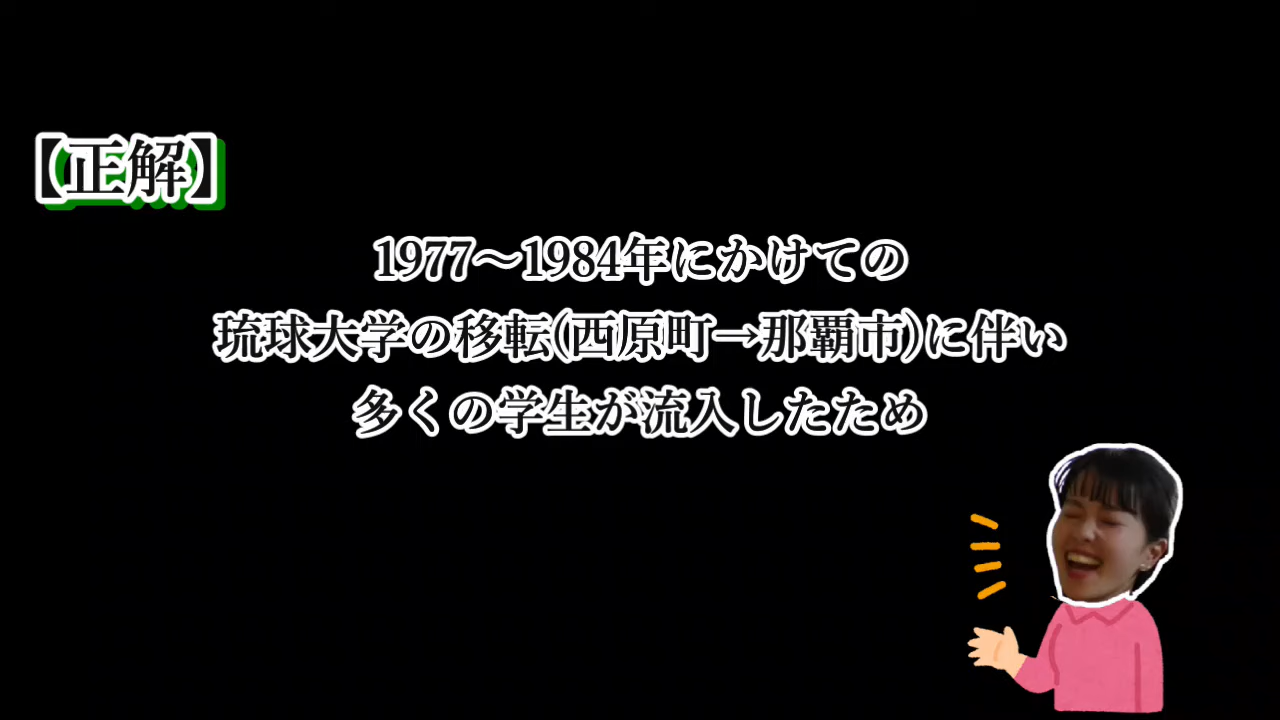 【正解】
1977～1984年にかけての
琉球大学の移転(西原町→那覇市)に伴い
多くの学生が流入したため